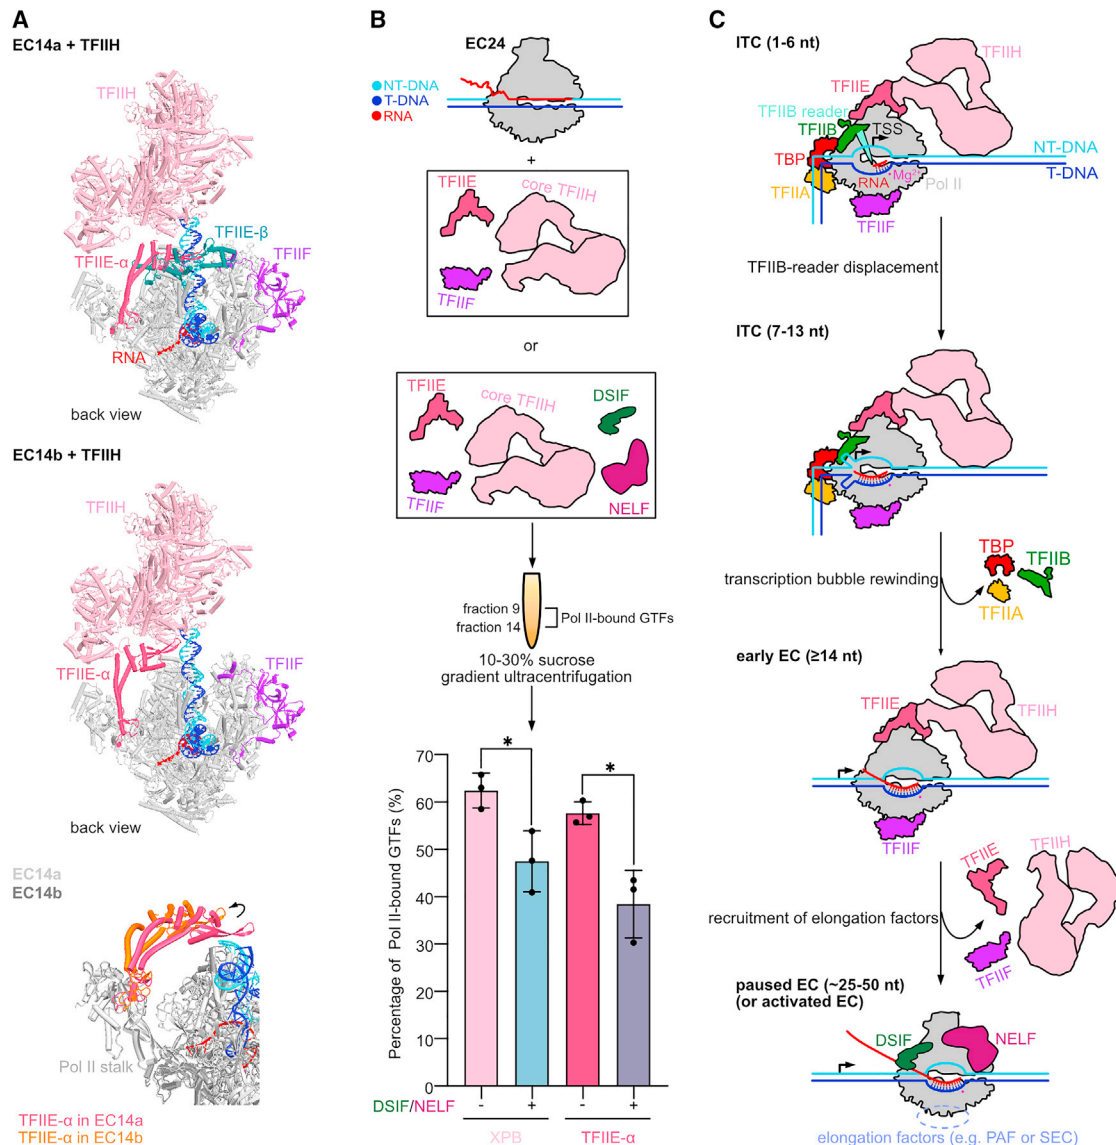 A
EC14a + TFIIH
TFIIH
TFIIE-β
TFIIE-α
TFIIF
RNA
back view
EC14b + TFIIH
TFIIH
TFIIE-α
TFIIF
back view
EC14a
EC14b
Pol II stalk
TFIIE-α in EC14a
TFIIE-α in EC14b
B
EC24
NT-DNA
T-DNA
RNA
+
TFIIE
core TFIIH
TFIIF
or
TFIIE
core TFIIH
DSIF
TFIIF
NELF
fraction 9
fraction 14
Pol II-bound GTFs
10-30% sucrose
gradient ultracentrifugation
Percentage of Pol II-bound GTFs (%)
70
60
50
40
30
20
10
0
* *
DSIF/NELF - + - +
XPB TFIIE-α
C
ITC (1-6 nt)
TFIIH
TFIIE
TFIIB reader
TFIIB
TSS
TBP
NT-DNA
T-DNA
RNA
Mg²⁺
Pol II
TFIIA
TFIIF
TFIIB-reader displacement
ITC (7-13 nt)
transcription bubble rewinding
TBP
TFIIB
TFIIA
early EC (≥14 nt)
TFIIE
TFIIH
TFIIF
recruitment of elongation factors
TFIIE
TFIIH
TFIIF
paused EC (~25-50 nt)
(or activated EC)
DSIF
NELF
elongation factors (e.g. PAF or SEC)